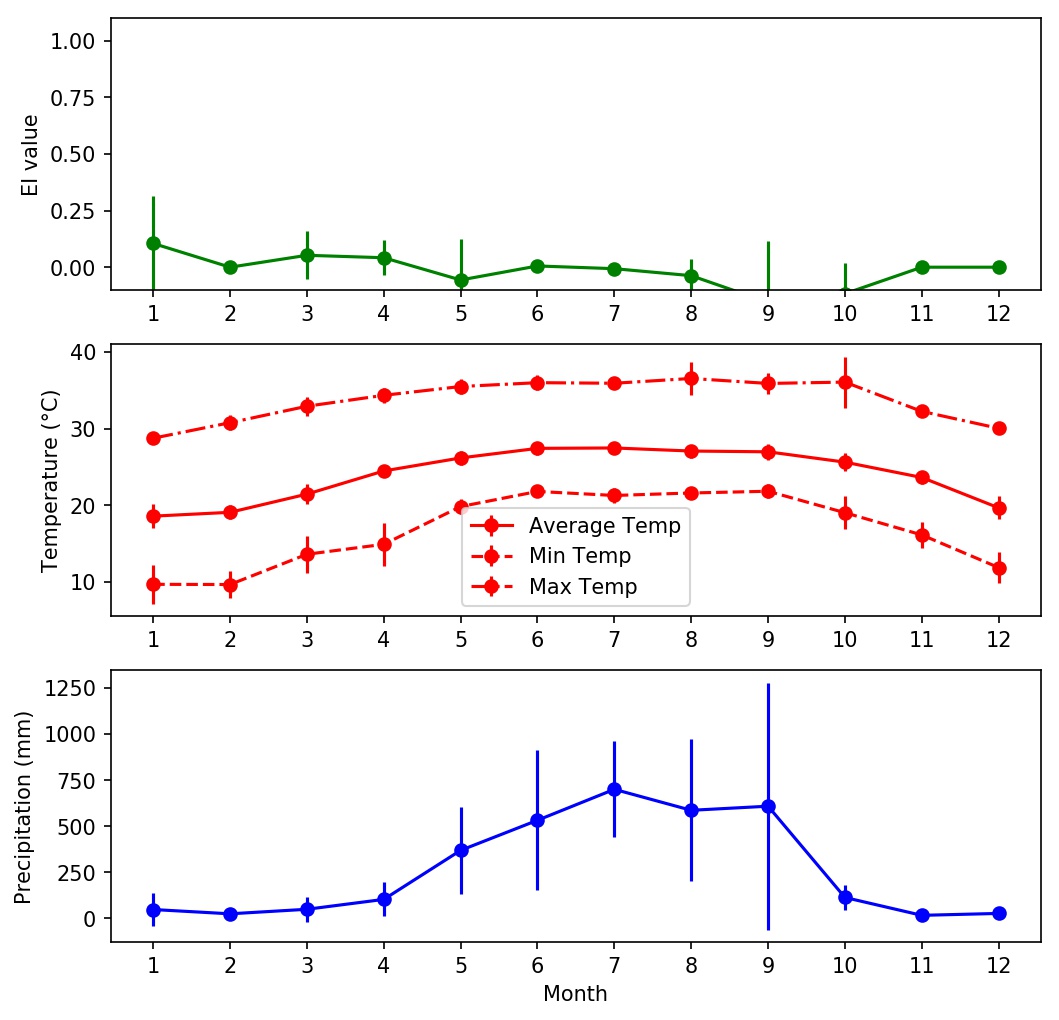 EI value
1.00
0.75
0.50
0.25
0.00
1 2 3 4 5 6 7 8 9 10 11 12
Temperature (°C)
40
30
20
10
Average Temp
Min Temp
Max Temp
1 2 3 4 5 6 7 8 9 10 11 12
Precipitation (mm)
1250
1000
750
500
250
0
1 2 3 4 5 6 7 8 9 10 11 12
Month